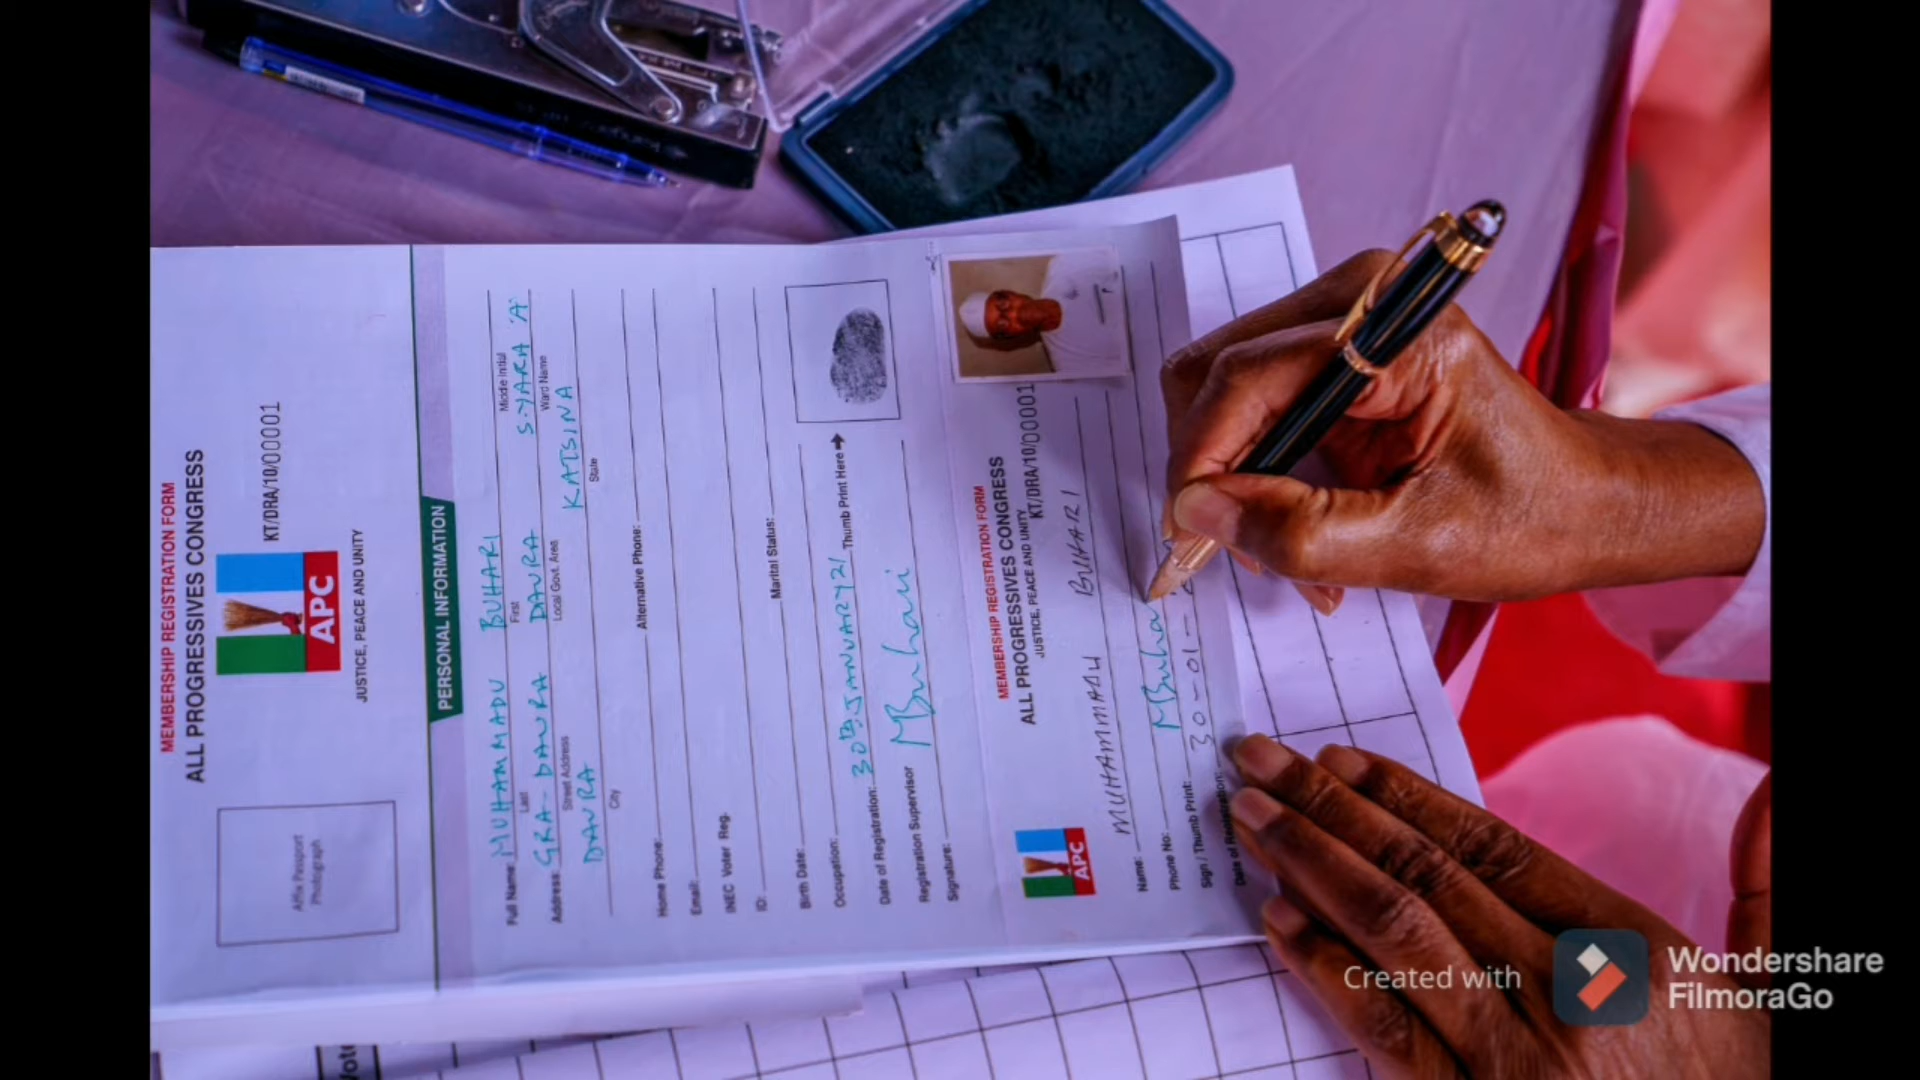 MEMBERSHIP REGISTRATION FORM
ALL PROGRESSIVES CONGRESS
Affix Passport
Photograph
APC
KT/DRA/10/00001
JUSTICE, PEACE AND UNITY
PERSONAL INFORMATION
Full Name: MUHAMMADU BUHARI
Last First Middle Initial
Address: GRA-DAURA DAURA S-YARA 'A'
Street Address Local Govt. Area Ward Name
DAURA KATSINA
City State
Home Phone: Alternative Phone:
Email:
INEC Voter Reg.
ID:
Birth Date: Marital Status:
Occupation:
Date of Registration: 30th JANUARY 21 Thumb Print Here
Registration Supervisor
Signature: MBuhari
MEMBERSHIP REGISTRATION FORM
ALL PROGRESSIVES CONGRESS
JUSTICE, PEACE AND UNITY
KT/DRA/10/00001
APC
Name: MUHAMMADU BUHARI
Phone No:
Sign / Thumb Print: MBuha
Date of Registration: 30-01-
Created with
Wondershare
FilmoraGo